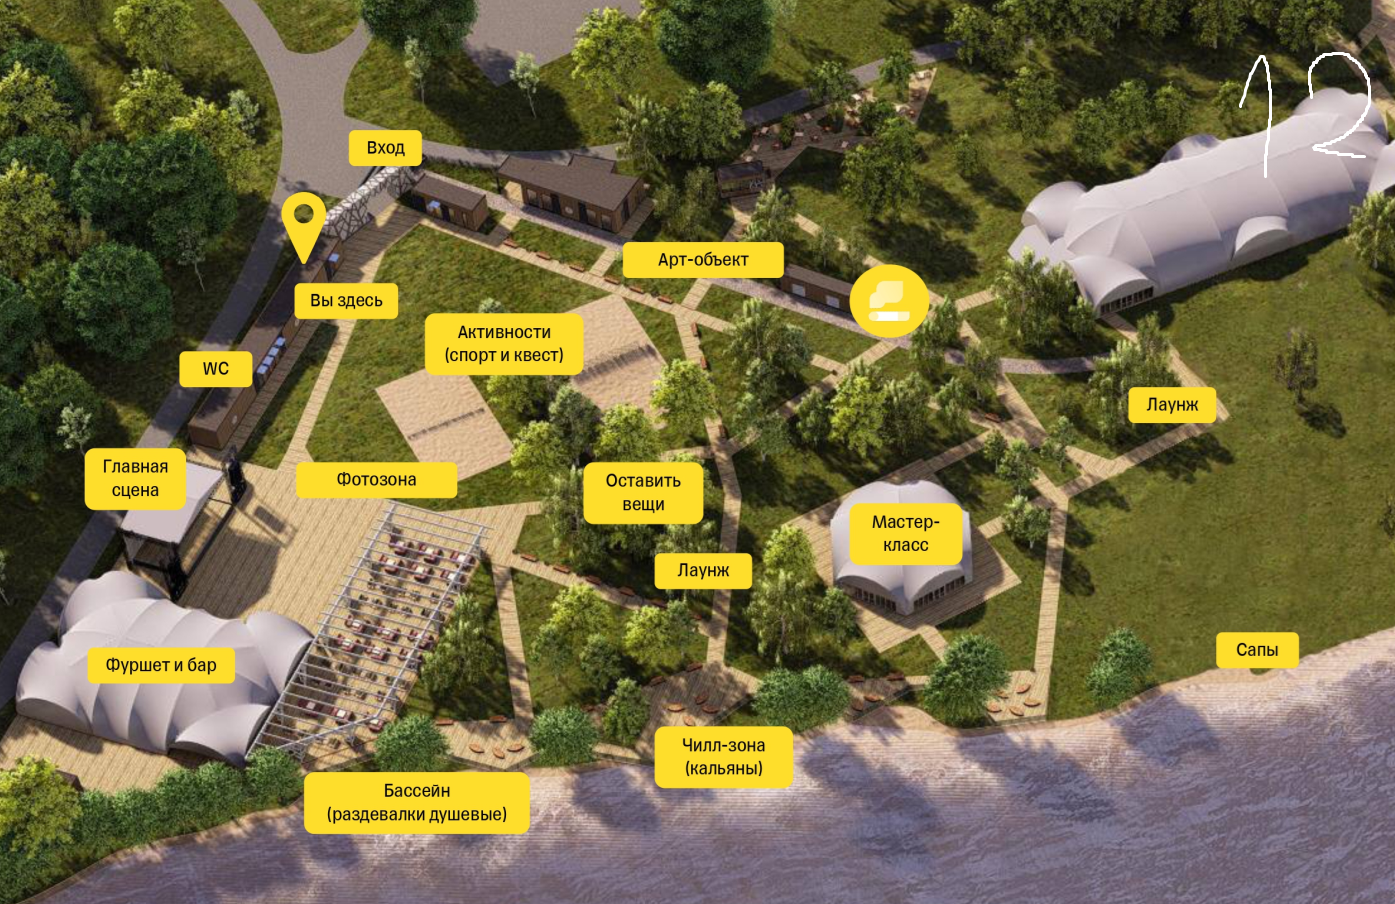 12
Вход
Арт-объект
Вы здесь
Активности
(спорт и квест)
WC
Лаунж
Главная
сцена
Фотозона
Оставить
вещи
Мастер-
класс
Лаунж
Фуршет и бар
Сапы
Чилл-зона
(кальяны)
Бассейн
(раздевалки душевые)